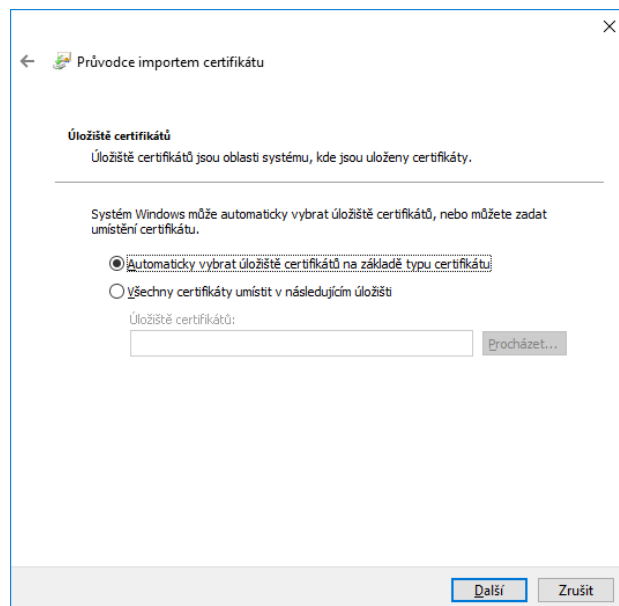 Průvodce importem certifikátu
Úložiště certifikátů
Úložiště certifikátů jsou oblasti systému, kde jsou uloženy certifikáty.
Systém Windows může automaticky vybrat úložiště certifikátů, nebo můžete zadat
umístění certifikátu.
Automaticky vybrat úložiště certifikátů na základě typu certifikátu
Všechny certifikáty umístit v následujícím úložišti
Úložiště certifikátů:
Procházet...
Další
Zrušit